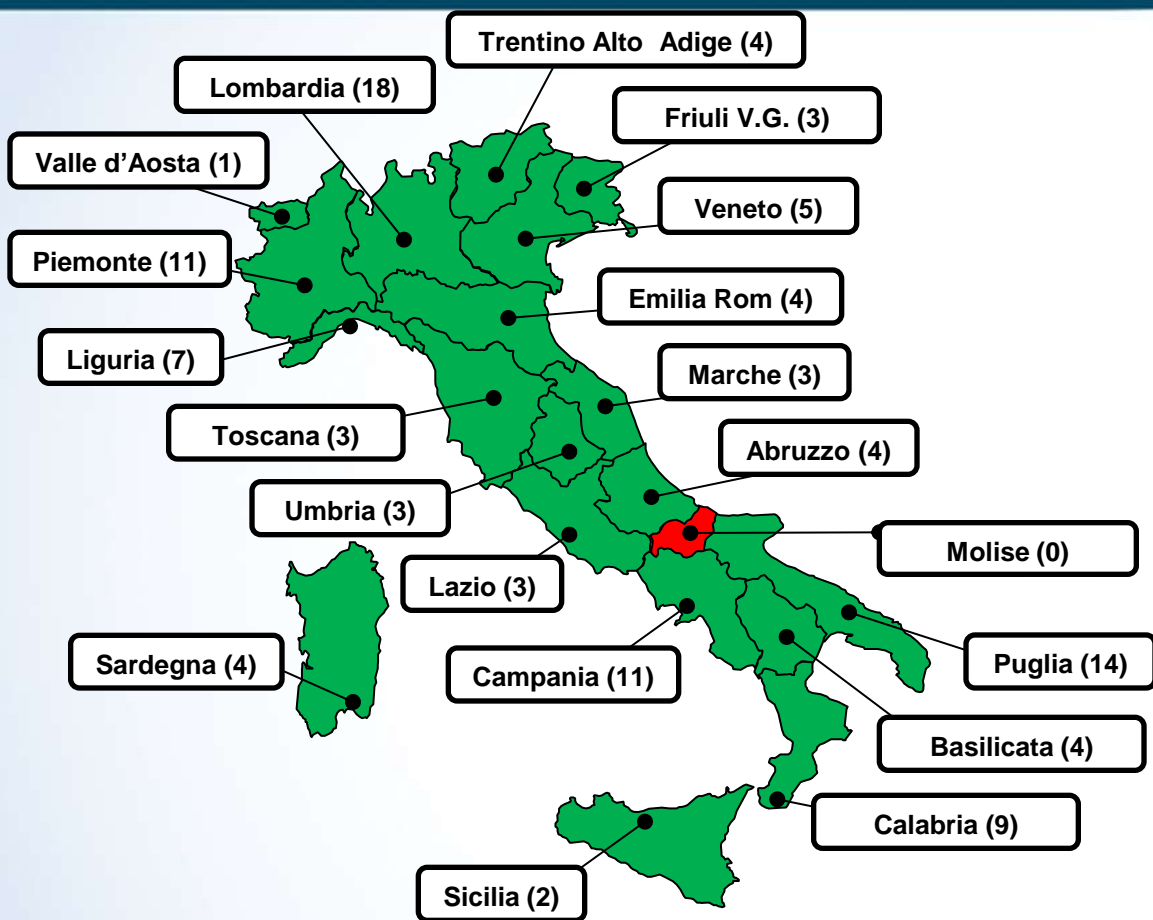 Trentino Alto Adige (4)
Lombardia (18)
Friuli V.G. (3)
Valle d'Aosta (1)
Veneto (5)
Piemonte (11)
Emilia Rom (4)
Liguria (7)
Marche (3)
Toscana (3)
Abruzzo (4)
Umbria (3)
Molise (0)
Lazio (3)
Sardegna (4)
Campania (11)
Puglia (14)
Basilicata (4)
Calabria (9)
Sicilia (2)